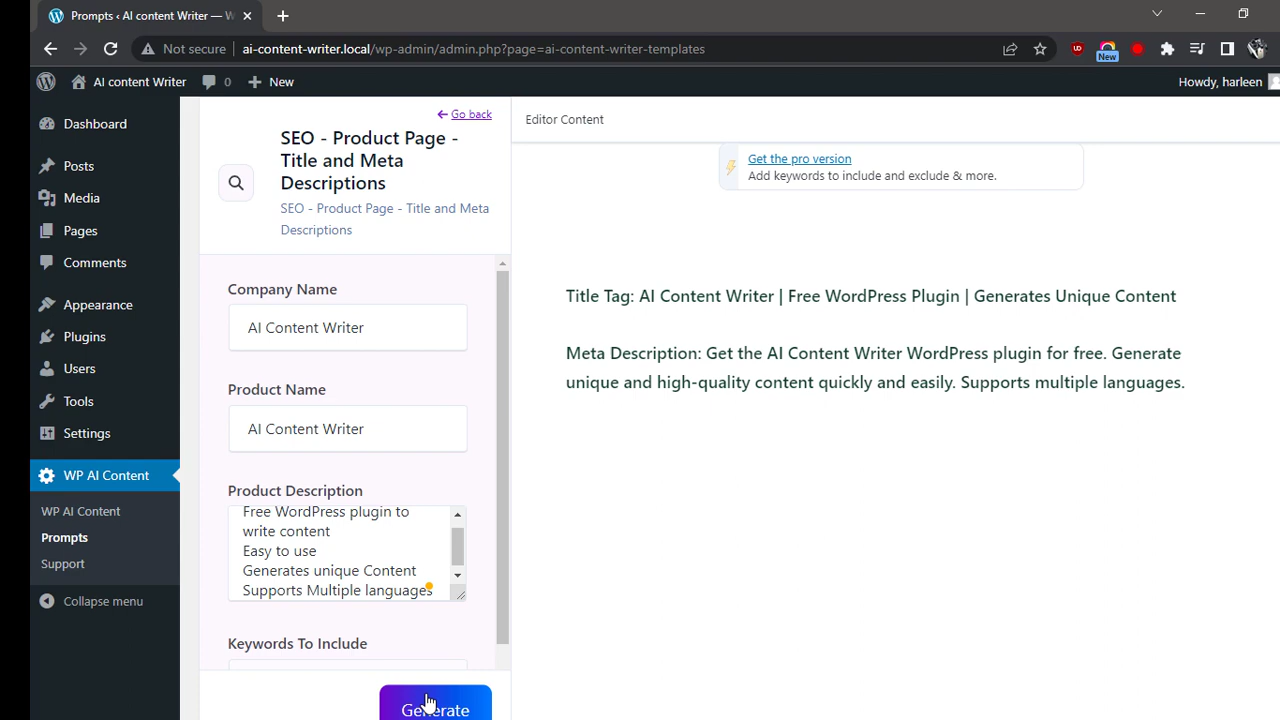 Prompts ‹ AI content Writer — W
Not secure
ai-content-writer.local/wp-admin/admin.php?page=ai-content-writer-templates
New
AI content Writer
0
New
Howdy, harleen
Dashboard
Posts
Media
Pages
Comments
Appearance
Plugins
Users
Tools
Settings
WP AI Content
WP AI Content
Prompts
Support
Collapse menu
← Go back
SEO - Product Page -
Title and Meta
Descriptions
SEO - Product Page - Title and Meta
Descriptions
Company Name
AI Content Writer
Product Name
AI Content Writer
Product Description
Free WordPress plugin to
write content
Easy to use
Generates unique Content
Supports Multiple languages
Keywords To Include
Generate
Editor Content
Get the pro version
Add keywords to include and exclude & more.
Title Tag: AI Content Writer | Free WordPress Plugin | Generates Unique Content
Meta Description: Get the AI Content Writer WordPress plugin for free. Generate
unique and high-quality content quickly and easily. Supports multiple languages.